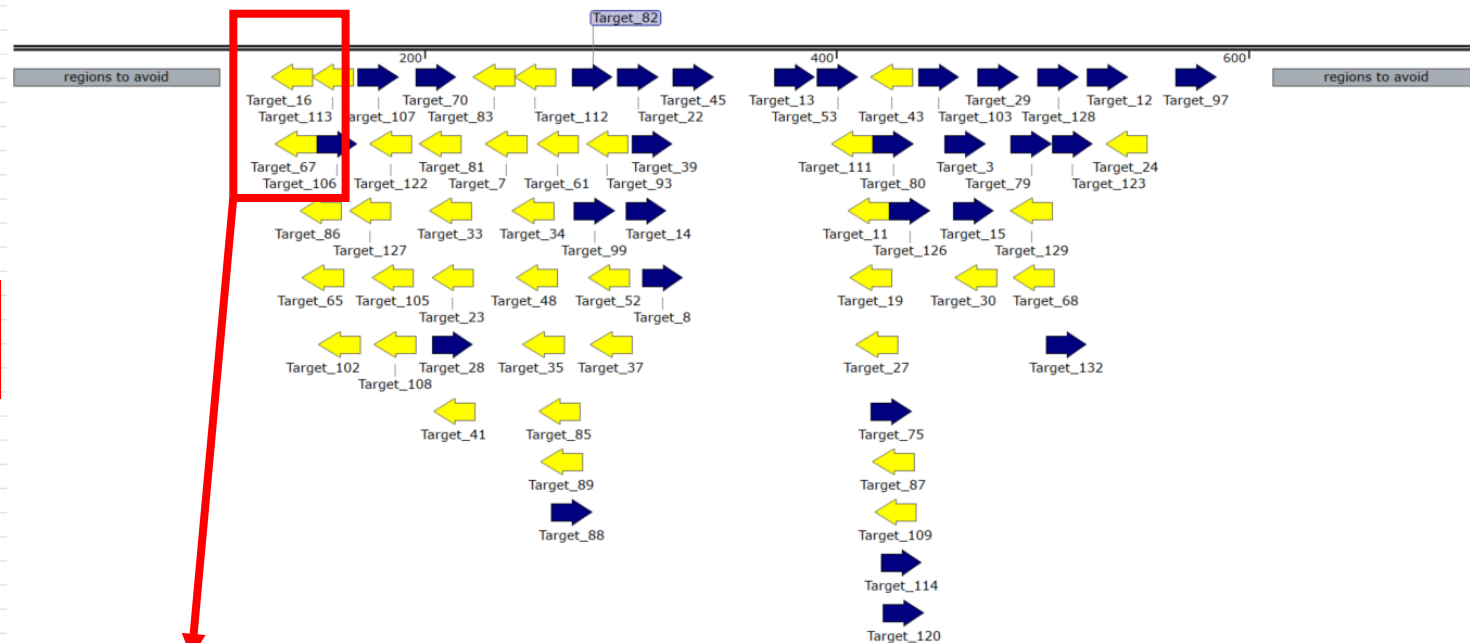 Target_82
200 400 600
regions to avoid regions to avoid
Target_16 Target_70 Target_45 Target_13 Target_29 Target_12 Target_97
Target_113 arget_107 Target_83 Target_112 Target_22 Target_53 Target_43 Target_103 Target_128
Target_67 Target_81 Target_39 Target_111 Target_3 Target_24
Target_106 Target_122 Target_7 Target_61 Target_93 Target_80 Target_79 Target_123
Target_86 Target_33 Target_34 Target_14 Target_11 Target_15
Target_127 Target_99 Target_126 Target_129
Target_65 Target_105 Target_48 Target_52 Target_19 Target_30 Target_68
Target_23 Target_8
Target_102 Target_28 Target_35 Target_37 Target_27 Target_132
Target_108
Target_41 Target_85 Target_75
Target_89 Target_87
Target_88 Target_109
Target_114
Target_120